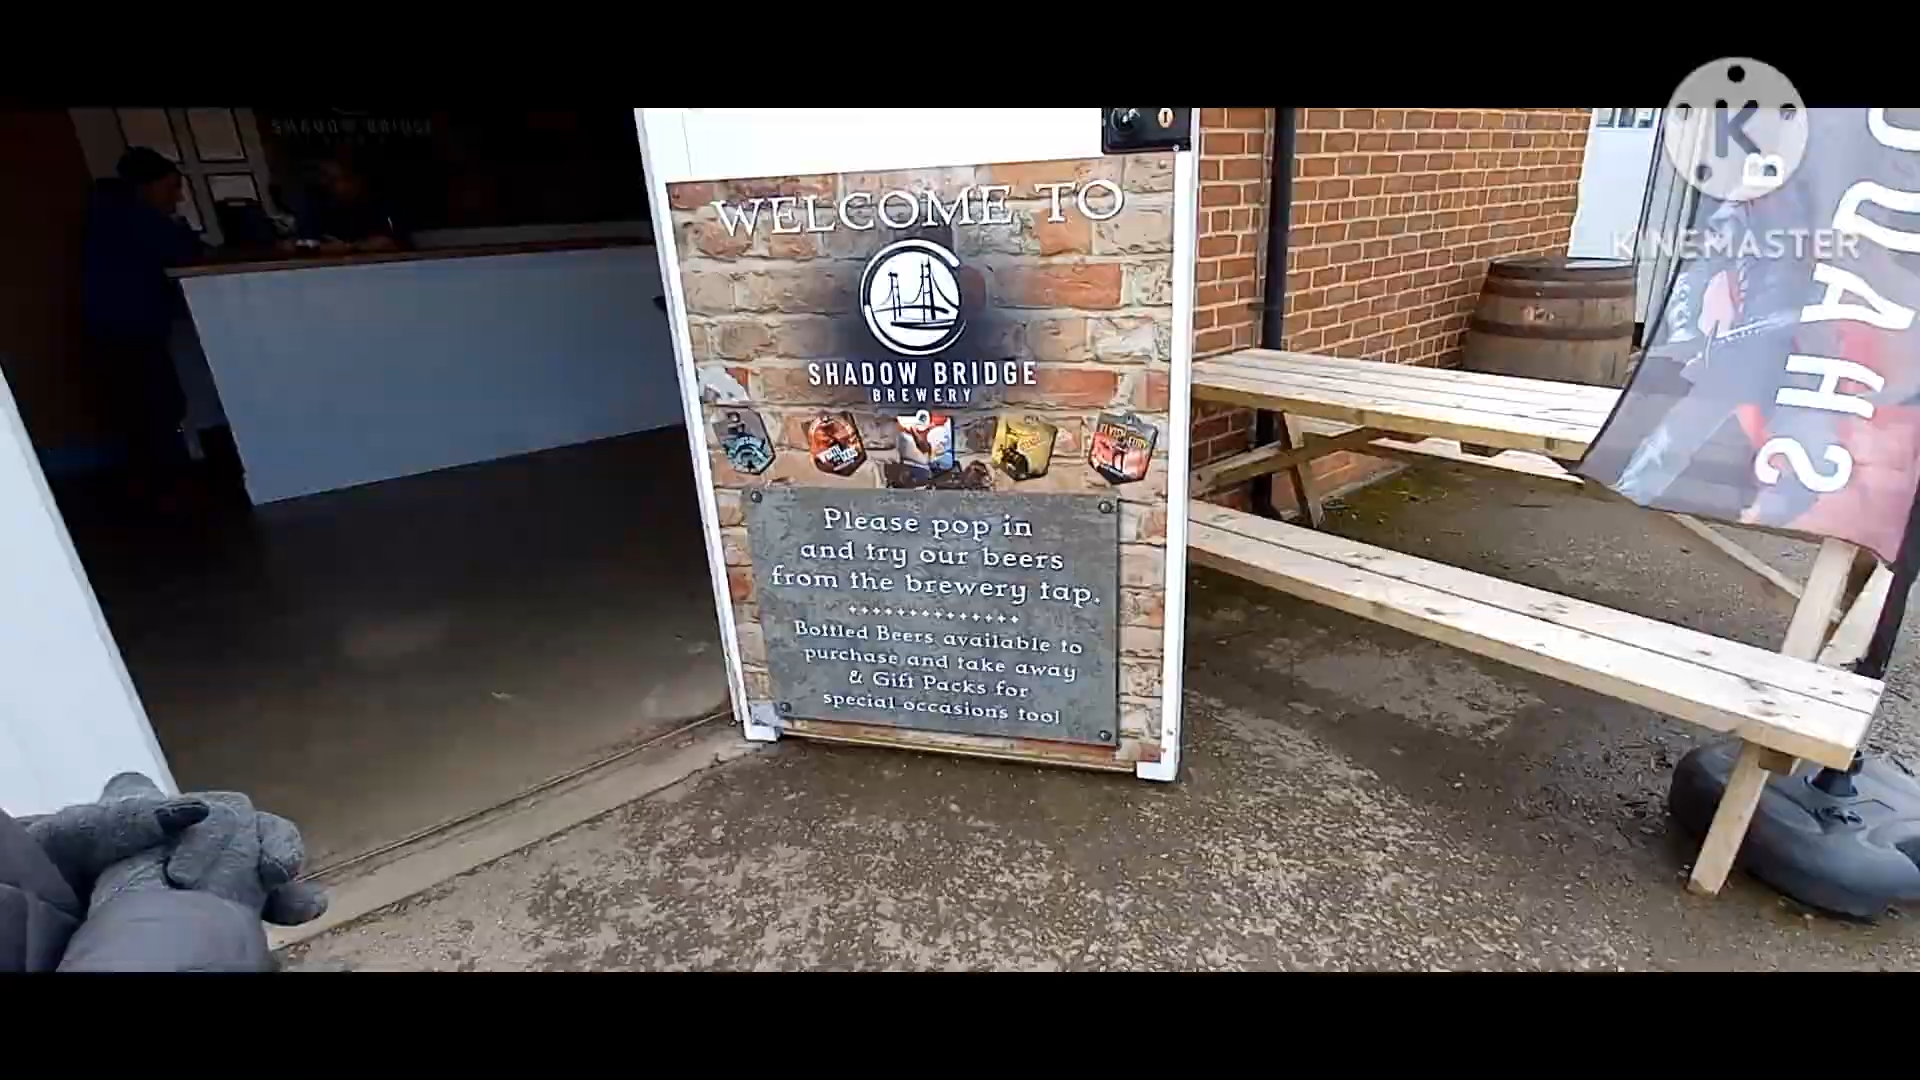 SHADOW BRIDGE
WELCOME TO
SHADOW BRIDGE
BREWERY
Please pop in
and try our beers
from the brewery tap.
Bottled Beers available to
purchase and take away
& Gift Packs for
special occasions too!
K
KINEMASTER
SHAD